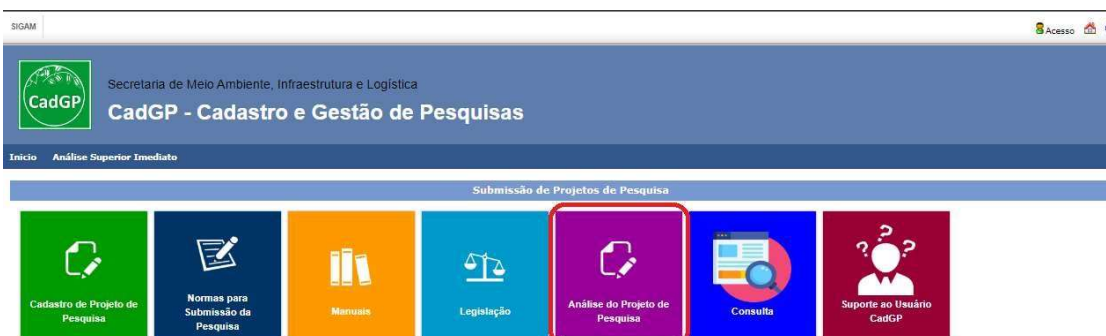 SIGAM
Acesso
CadGP
Secretaria de Meio Ambiente, Infraestrutura e Logística
CadGP - Cadastro e Gestão de Pesquisas
Inicio Análise Superior Imediato
Submissão de Projetos de Pesquisa
Cadastro de Projeto de
Pesquisa
Normas para
Submissão da
Pesquisa
Manuais
Legislação
Análise do Projeto de
Pesquisa
Consulta
? ? ?
Suporte ao Usuário
CadGP